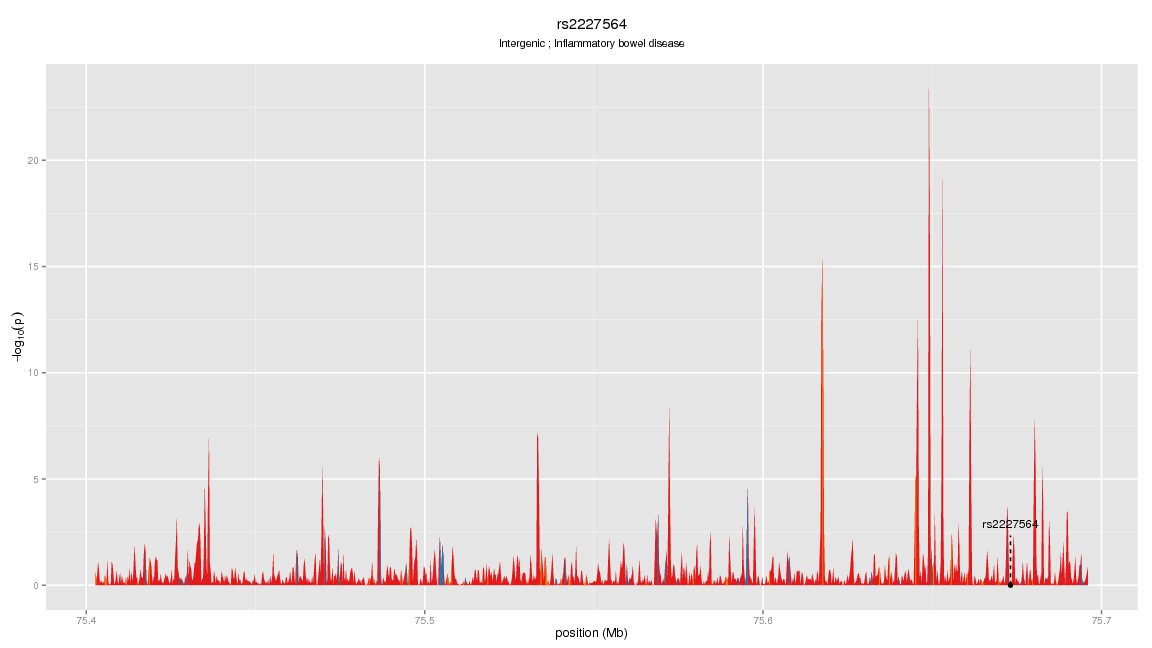 rs2227564
Intergenic ; Inflammatory bowel disease
20
15
10
5
0
−log10(p)
rs2227564
75.4
75.5
75.6
75.7
position (Mb)